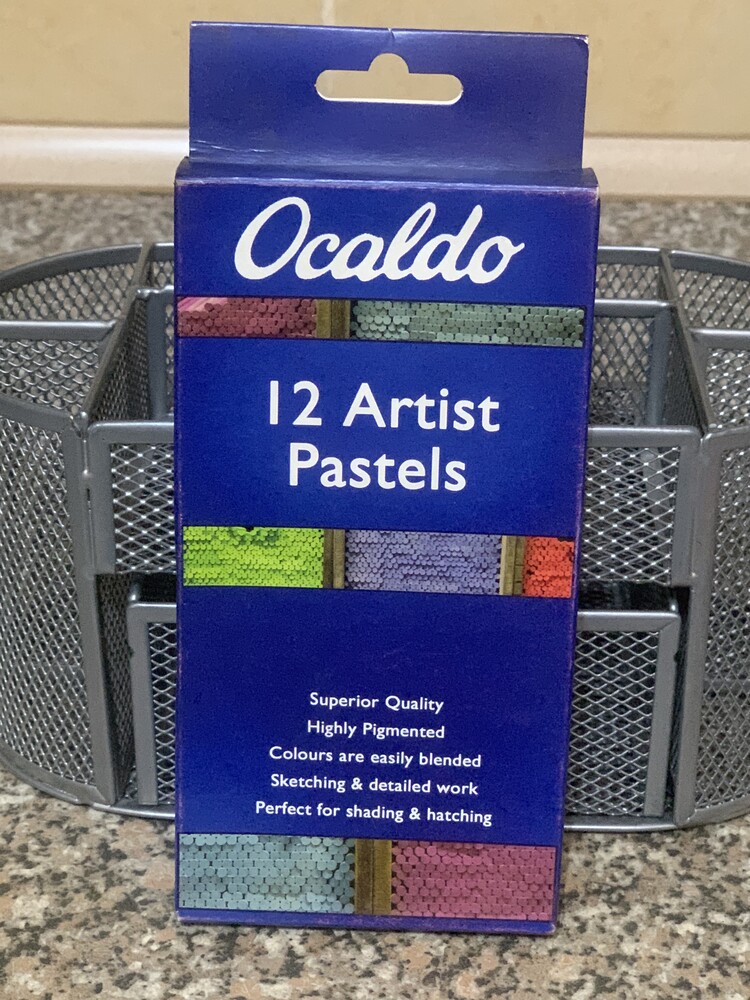 Ocaldo
12 Artist
Pastels
Superior Quality
Highly Pigmented
Colours are easily blended
Sketching & detailed work
Perfect for shading & hatching